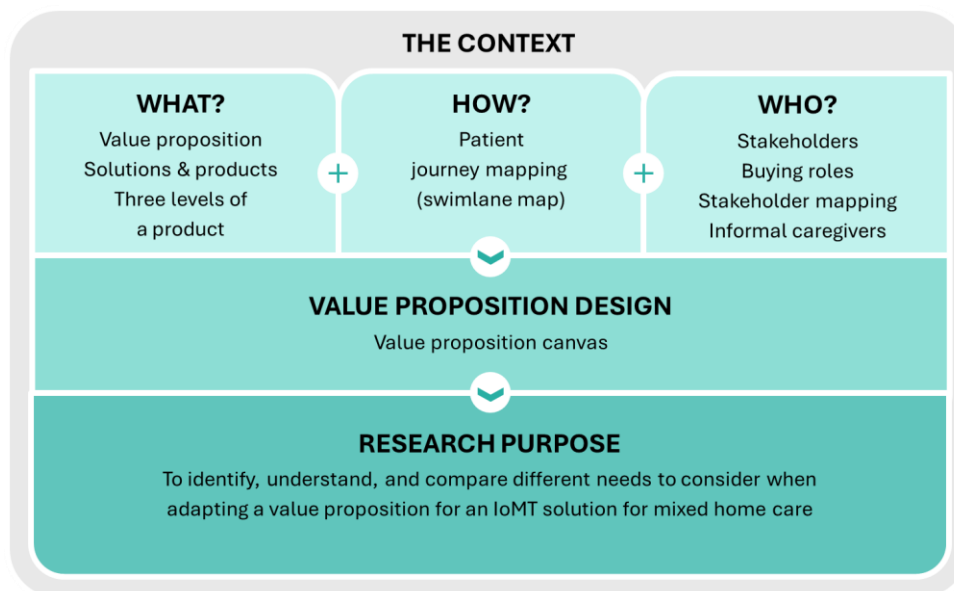 THE CONTEXT
WHAT?
Value proposition
Solutions & products
Three levels of
a product
+
HOW?
Patient
journey mapping
(swimlane map)
+
WHO?
Stakeholders
Buying roles
Stakeholder mapping
Informal caregivers
VALUE PROPOSITION DESIGN
Value proposition canvas
RESEARCH PURPOSE
To identify, understand, and compare different needs to consider when
adapting a value proposition for an IoMT solution for mixed home care